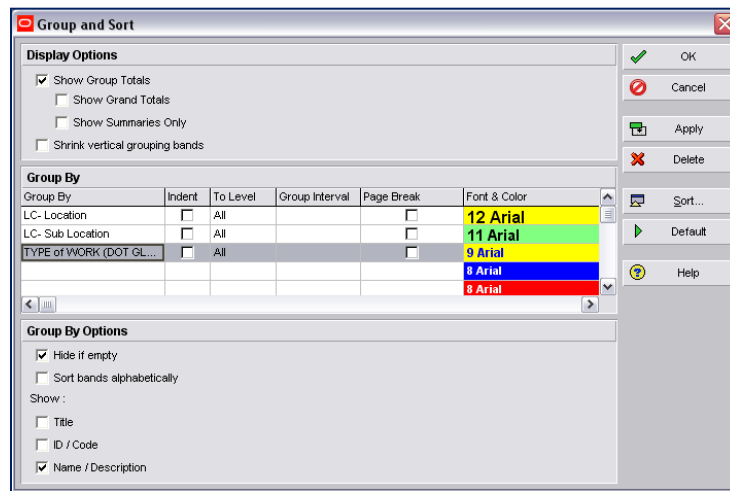 Group and Sort
Display Options
Show Group Totals
Show Grand Totals
Show Summaries Only
Shrink vertical grouping bands
OK
Cancel
Apply
Delete
Sort...
Default
Help
Group By
Group By Indent To Level Group Interval Page Break Font & Color
LC- Location All 12 Arial
LC- Sub Location All 11 Arial
TYPE of WORK (DOT GL... All 9 Arial
8 Arial
8 Arial
Group By Options
Hide if empty
Sort bands alphabetically
Show :
Title
ID / Code
Name / Description